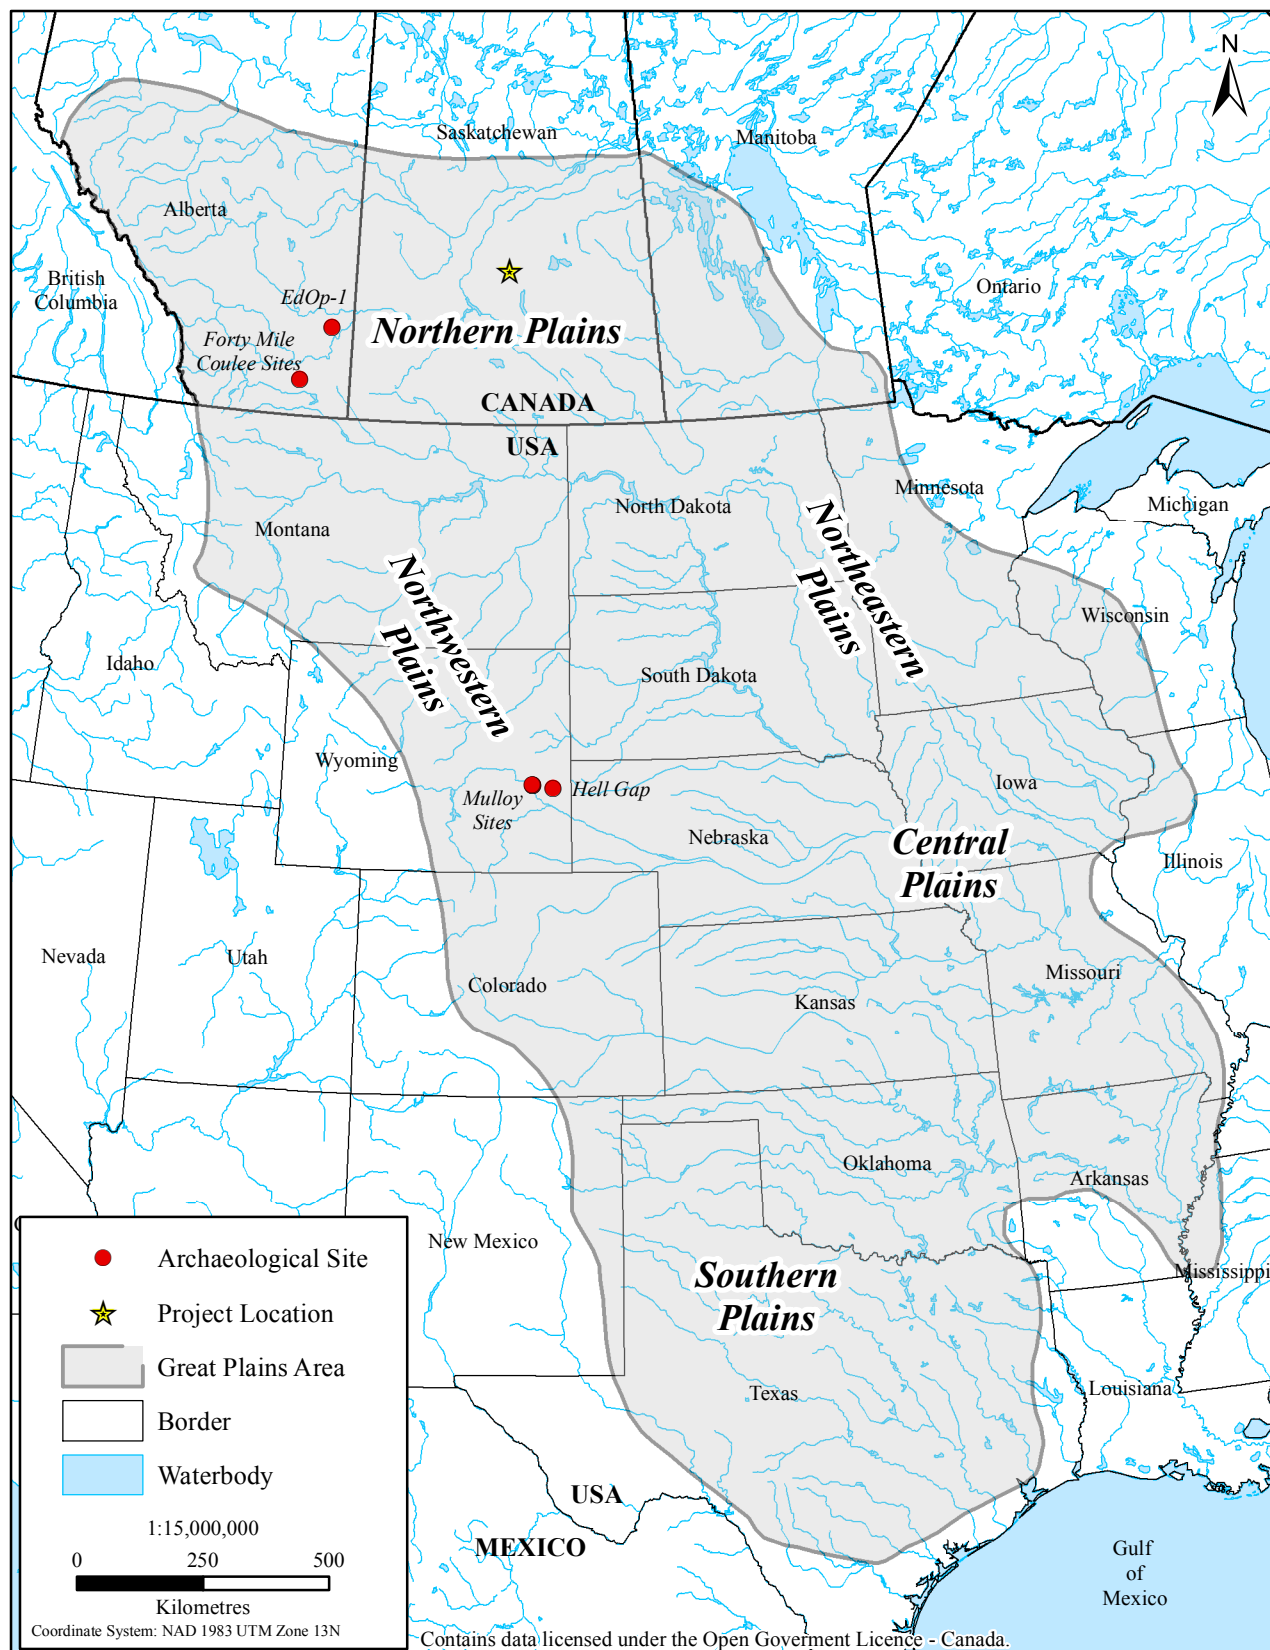 N
Saskatchewan
Manitoba
Alberta
British
Columbia
Ontario
EdOp-1
Northern Plains
Forty Mile
Coulee Sites
CANADA
USA
Minnesota
Michigan
North Dakota
Montana
Northeastern
Plains
Northwestern
Plains
Wisconsin
Idaho
South Dakota
Wyoming
Iowa
Hell Gap
Mulloy
Sites
Nebraska
Central
Plains
Illinois
Nevada
Utah
Colorado
Missouri
Kansas
Oklahoma
Arkansas
New Mexico
Mississippi
Southern
Plains
Texas
Louisiana
USA
MEXICO
Gulf
of
Mexico
Archaeological Site
Project Location
Great Plains Area
Border
Waterbody
1:15,000,000
0 250 500
Kilometres
Coordinate System: NAD 1983 UTM Zone 13N
Contains data licensed under the Open Goverment Licence - Canada.